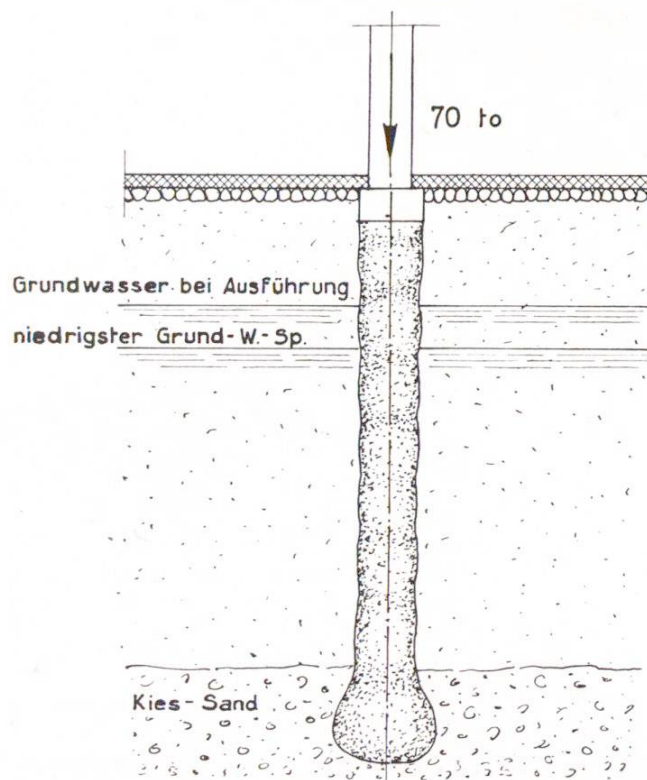 70 to
Grundwasser bei Ausführung
niedrigster Grund-W.-Sp.
Kies-Sand